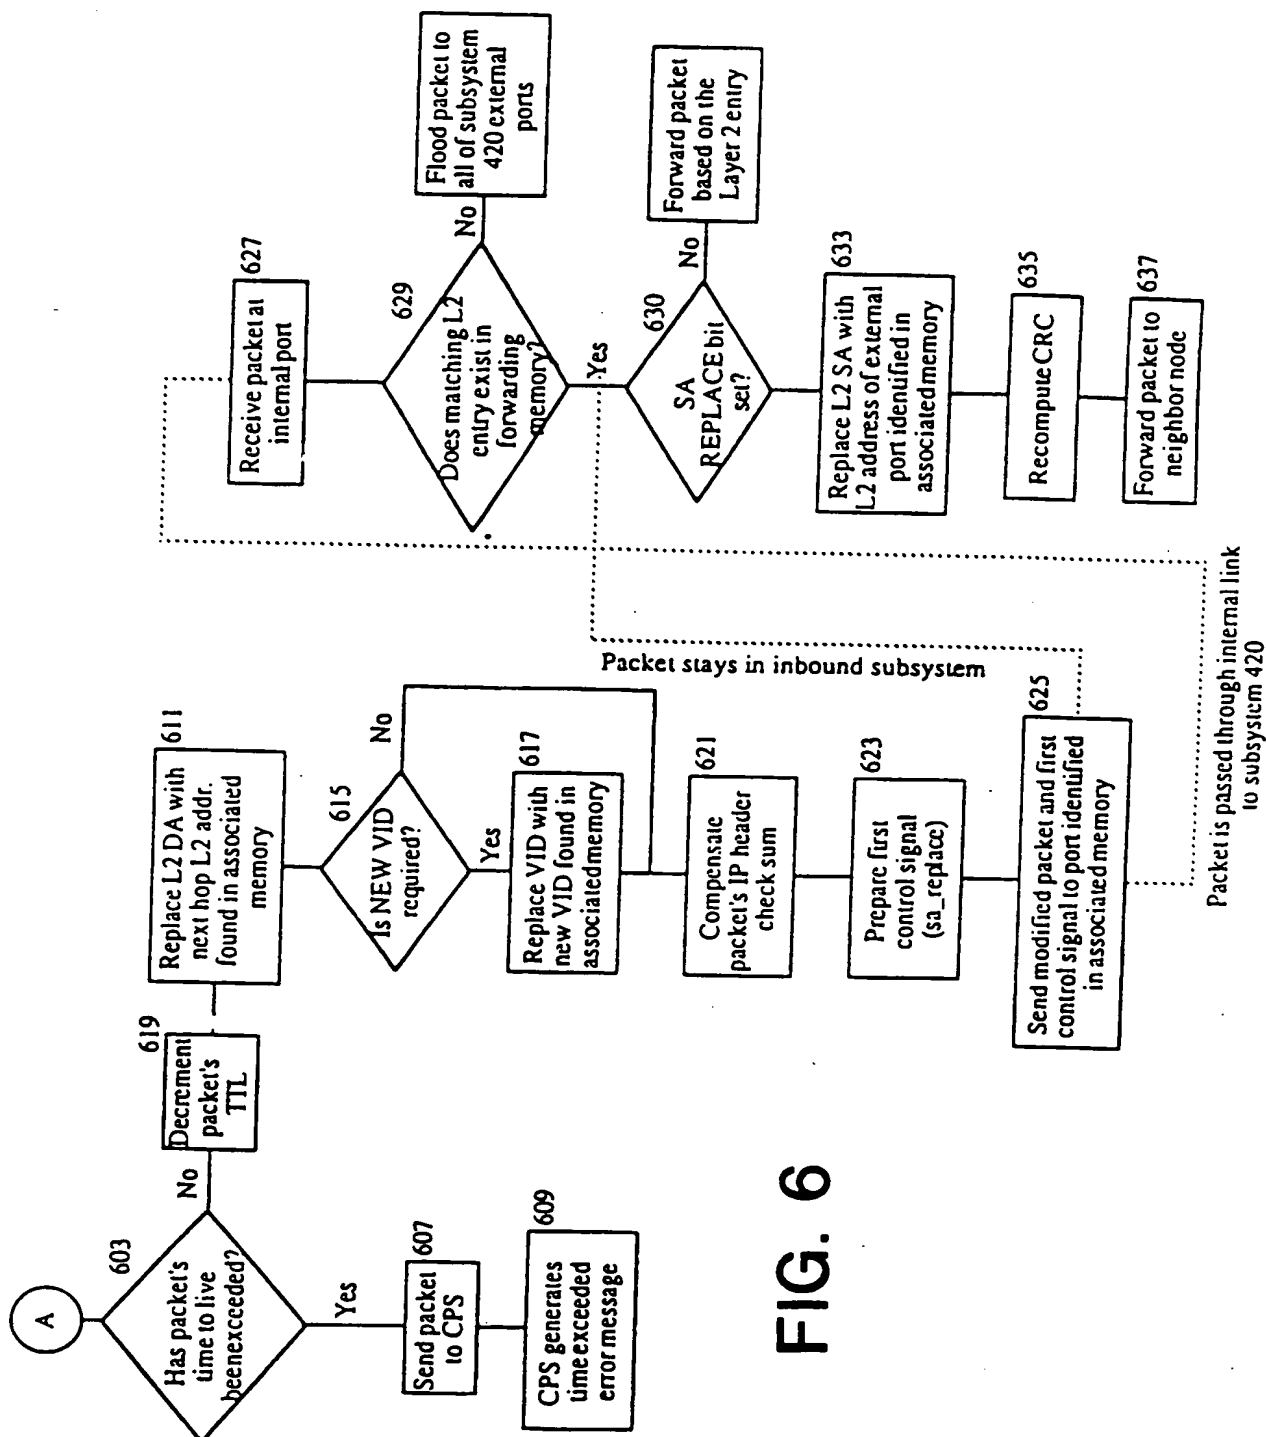 A
603
Has packet's
time to live
beenexceeded?
No
Yes
607
Send packet
to CPS
609
CPS generates
time exceeded
error message
619
Decrement
packet's
TTL
611
Replace L2 DA with
next hop L2 addr.
found in associated
memory
615
Is NEW VID
required?
No
Yes
617
Replace VID with
new VID found in
associatedmemory
621
Compensate
packet's IP header
check sum
623
Prepare first
control signal
(sa_replace)
625
Send modified packet and first
control signal to port identified
in associated memory
Packet stays in inbound subsystem
Packet is passed through internal link
to subsystem 420
627
Receive packet at
internal port
629
Does matching L2
entry exist in
forwarding
memory?
No
Flood packet to
all of subsystem
420 external
ports
Yes
630
SA
REPLACE bit
set?
No
Forward packet
based on the
Layer 2 entry
633
Replace L2 SA with
L2 address of external
port identified in
associated memory
635
Recompute CRC
637
Forward packet to
neighbor node
FIG. 6